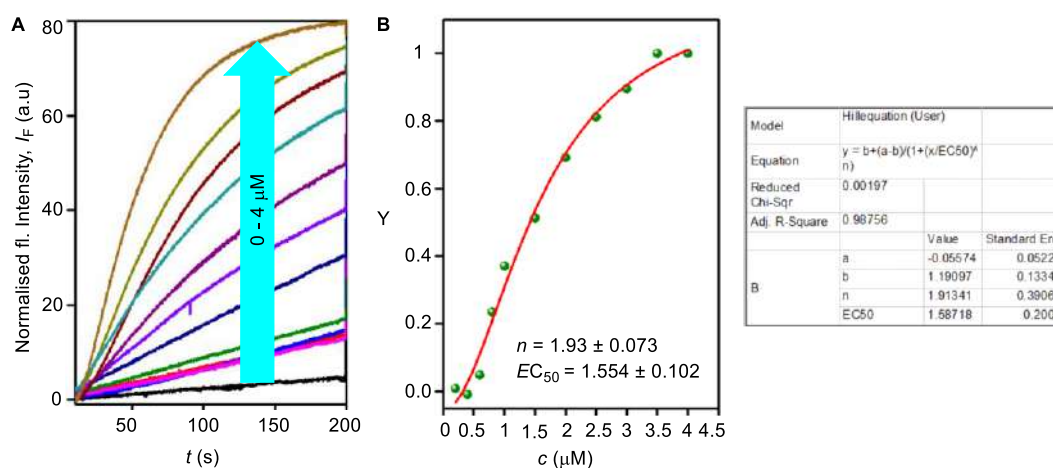 A
Normalised fl. Intensity, I_F (a.u)
80
60
40
20
0
50
100
150
200
t (s)
0 - 4 μM
B
Y
1
0.8
0.6
0.4
0.2
0.0
0 0.5 1 1.5 2 2.5 3 3.5 4 4.5
c (μM)
n = 1.93 ± 0.073
EC50 = 1.554 ± 0.102
Model Hillequation (User)
Equation y = b+(a-b)/(1+(x/EC50)^
n)
Reduced 0.00197
Chi-Sqr
Adj. R-Square 0.98756
Value Standard Err
B
a -0.05574 0.0522
b 1.19097 0.1334
n 1.91341 0.3906
EC50 1.58718 0.200